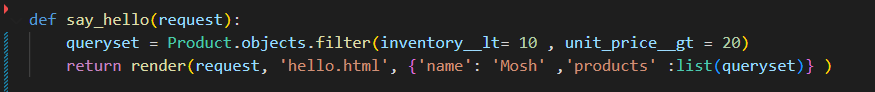 def say_hello(request):
    queryset = Product.objects.filter(inventory__lt= 10 , unit_price__gt = 20)
    return render(request, 'hello.html', {'name': 'Mosh' ,'products' :list(queryset)} )